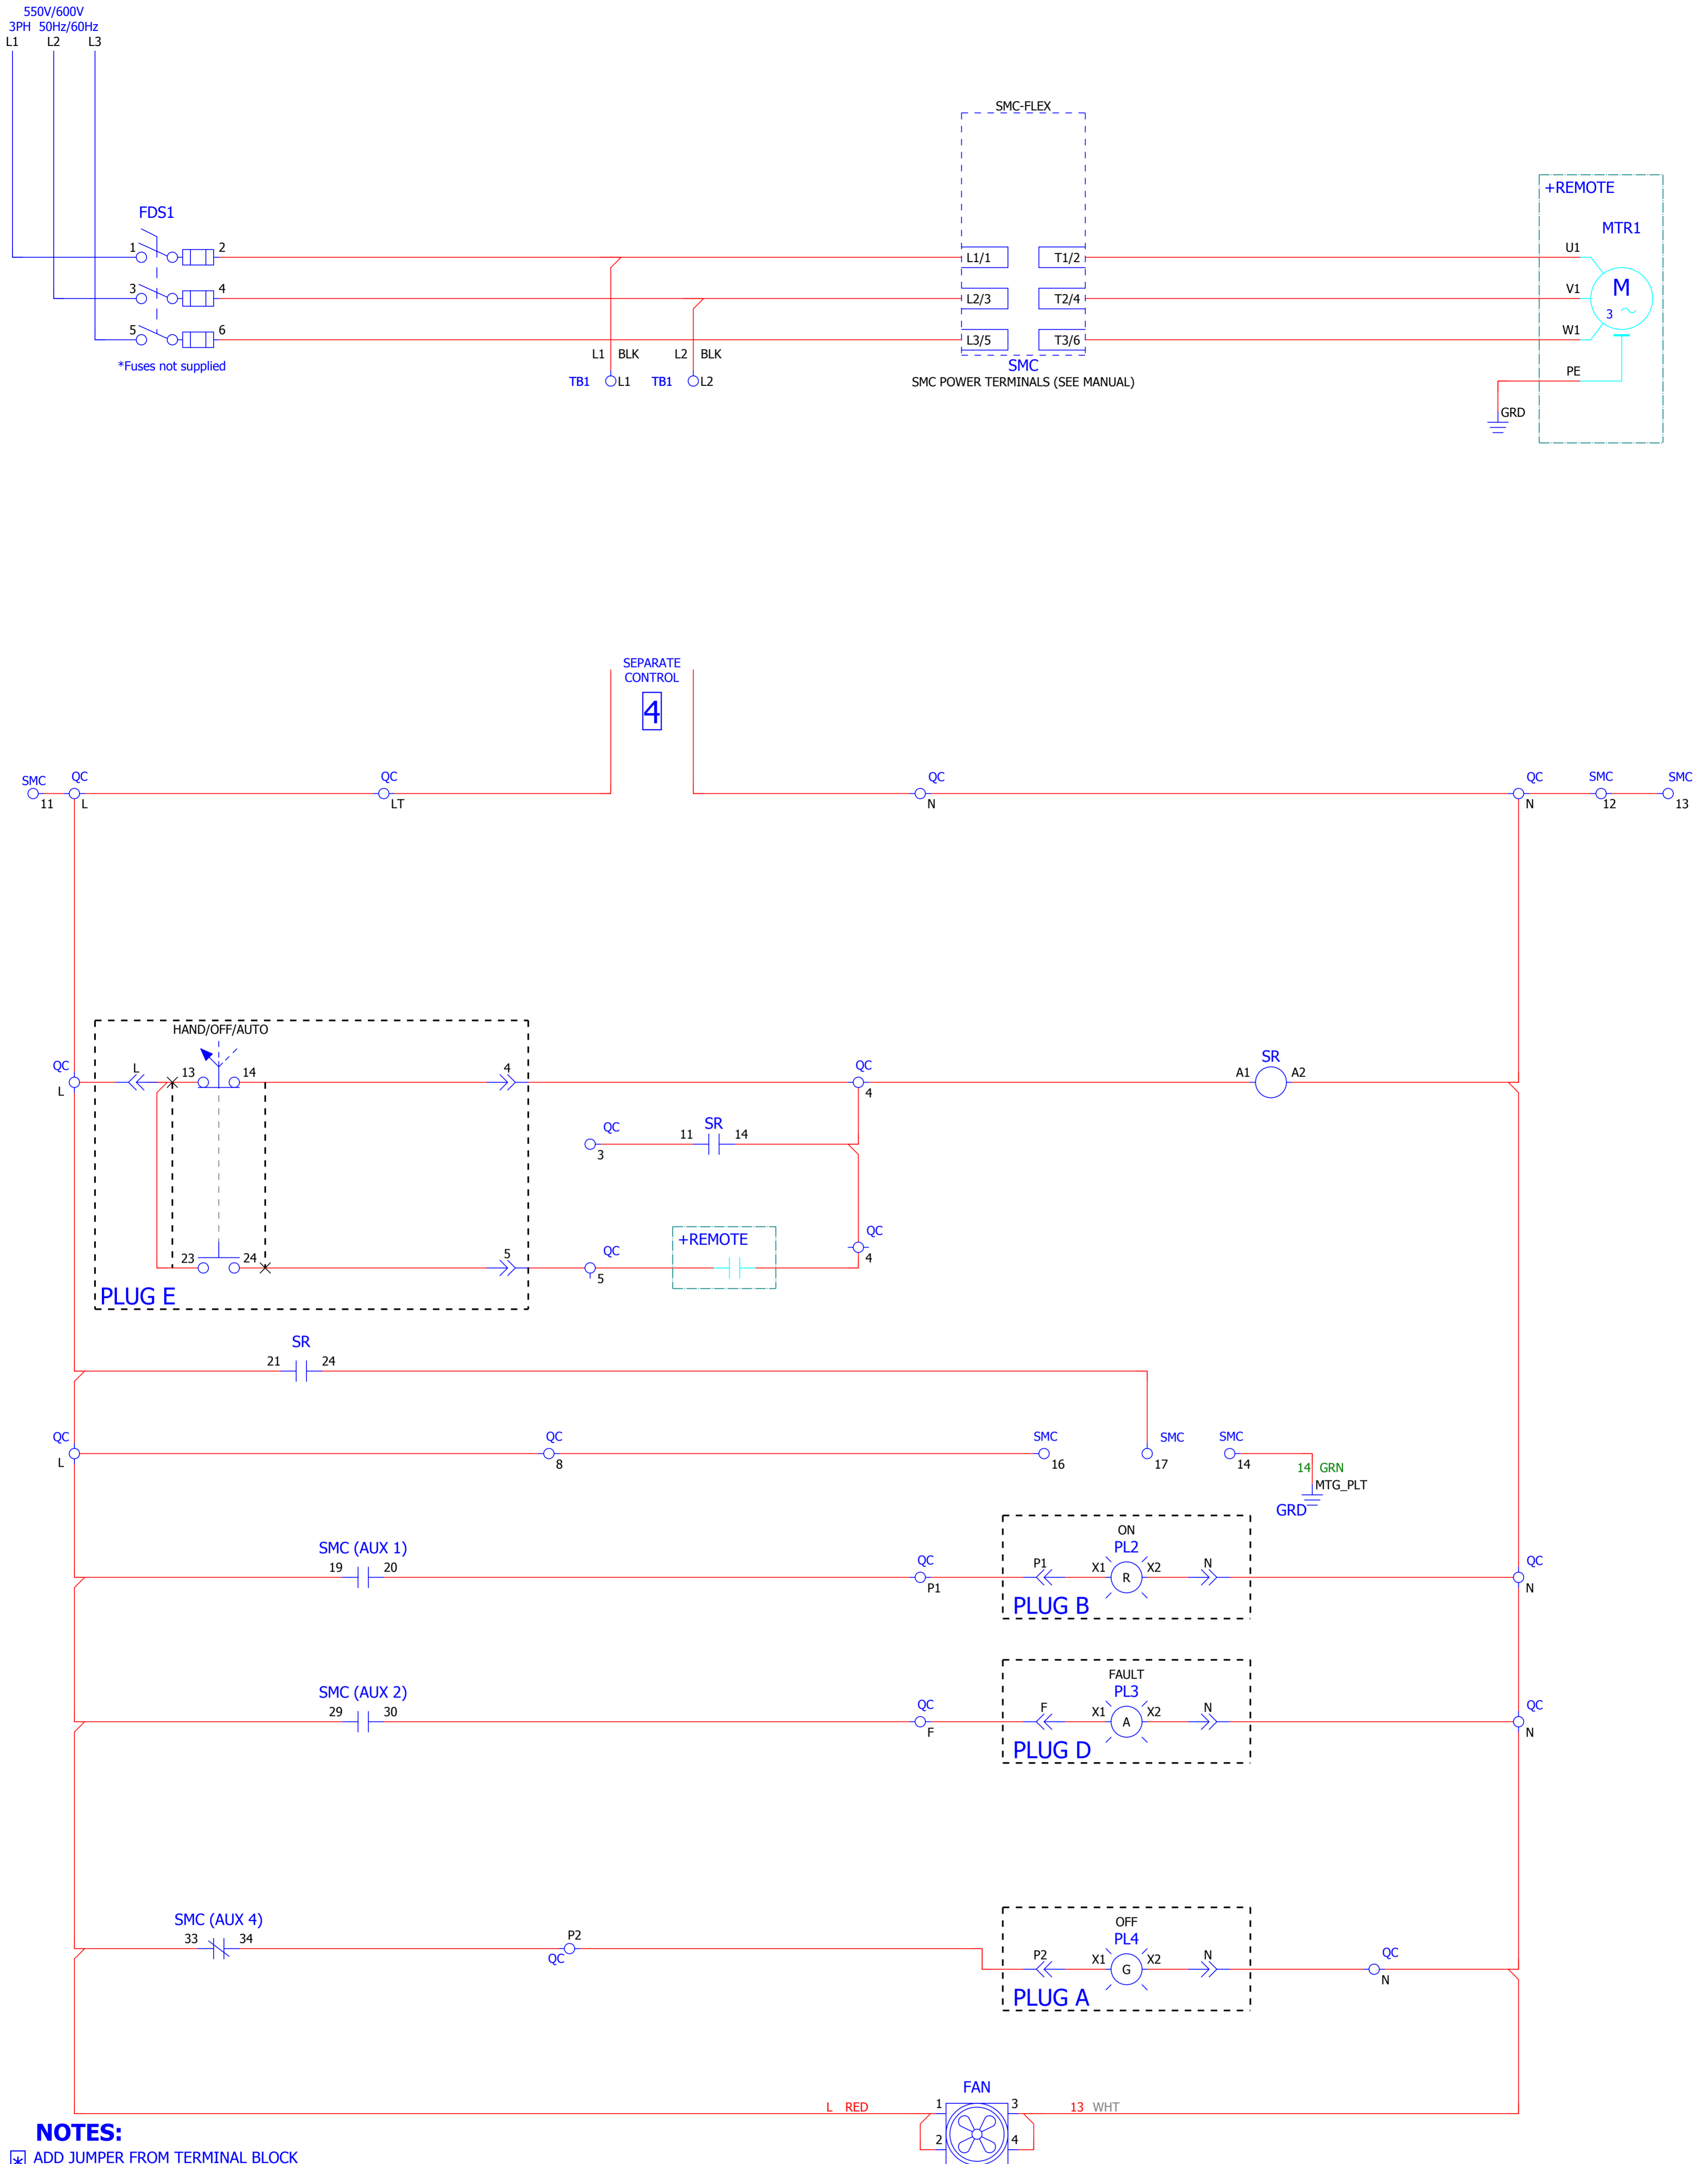 550V/600V
3PH 50Hz/60Hz
L1 L2 L3
SMC-FLEX
+REMOTE
FDS1
MTR1
1 2
L1/1 T1/2
U1
3 4
L2/3 T2/4
V1
M
3
5 6
L3/5 T3/6
W1
*Fuses not supplied
L1 BLK L2 BLK
SMC
TB1 L1 TB1 L2
SMC POWER TERMINALS (SEE MANUAL)
PE
GRD
SEPARATE
CONTROL
4
SMC QC QC QC QC SMC SMC
11 L LT N N 12 13
HAND/OFF/AUTO
QC L 13 14 4 QC A1 SR A2
L 4
QC 11 SR 14
3
+REMOTE QC
23 24 5 QC 4
5
PLUG E
SR
21 24
QC QC SMC SMC SMC
L 8 16 17 14
14 GRN
MTG_PLT
GRD
ON
SMC (AUX 1) PL2
19 20 QC P1 X1 R X2 N QC
P1 N
PLUG B
FAULT
SMC (AUX 2) PL3
29 30 QC F X1 A X2 N QC
F N
PLUG D
OFF
SMC (AUX 4) PL4
33 34 P2
QC
P2 X1 G X2 N QC
N
PLUG A
FAN
L RED 1 3 13 WHT
2 4
NOTES:
* ADD JUMPER FROM TERMINAL BLOCK